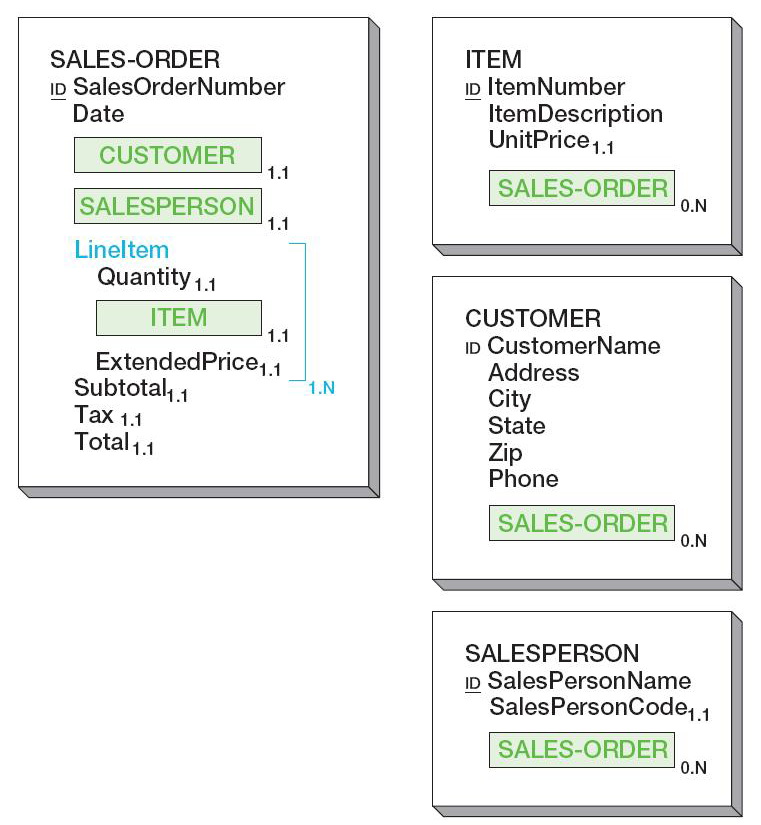 SALES-ORDER
ID SalesOrderNumber
Date
CUSTOMER 1.1
SALESPERSON 1.1
LineItem
Quantity 1.1
ITEM 1.1
ExtendedPrice 1.1
1.N
Subtotal 1.1
Tax 1.1
Total 1.1
ITEM
ID ItemNumber
ItemDescription
UnitPrice 1.1
SALES-ORDER 0.N
CUSTOMER
ID CustomerName
Address
City
State
Zip
Phone
SALES-ORDER 0.N
SALESPERSON
ID SalesPersonName
SalesPersonCode 1.1
SALES-ORDER 0.N